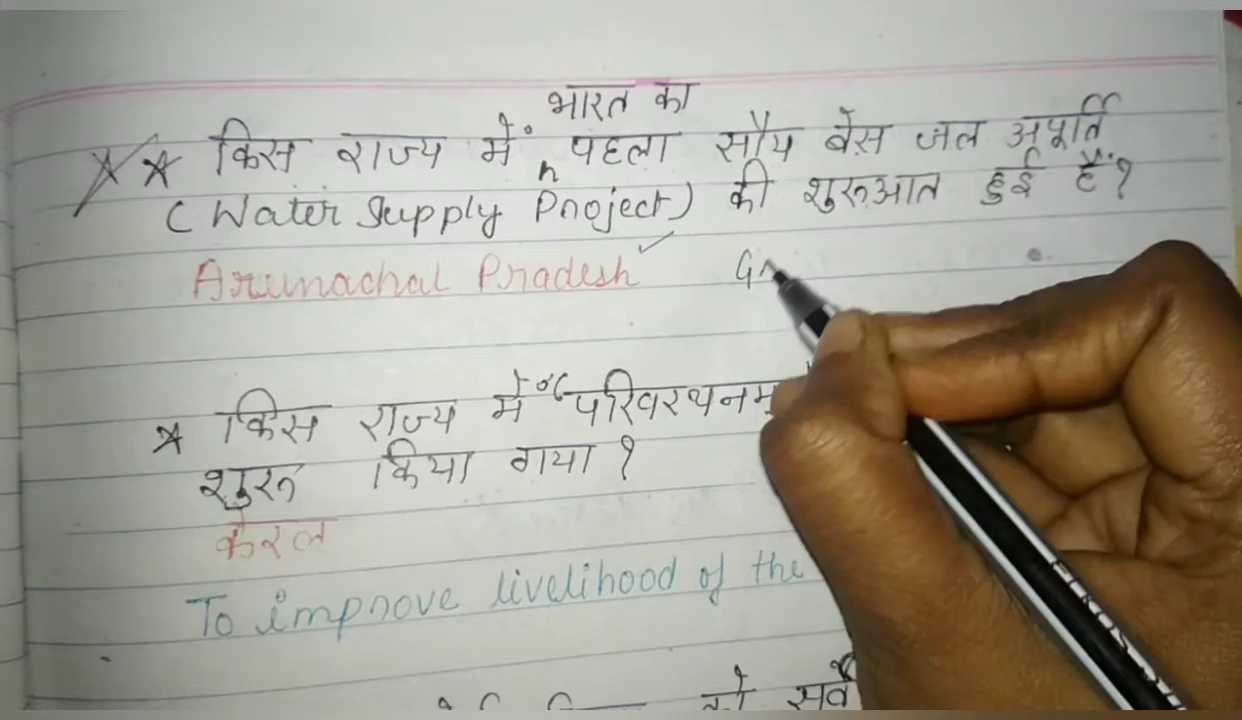 भारत का
किस राज्य में पहला सौय बेस जल अपूर्ति
(Water Supply Project) की शुरुआत हुई है?
Arunachal Pradesh
किस राज्य में "परिवरथनम
शुरू किया गया?
केरल
To improve livelihood of the
को सर्व